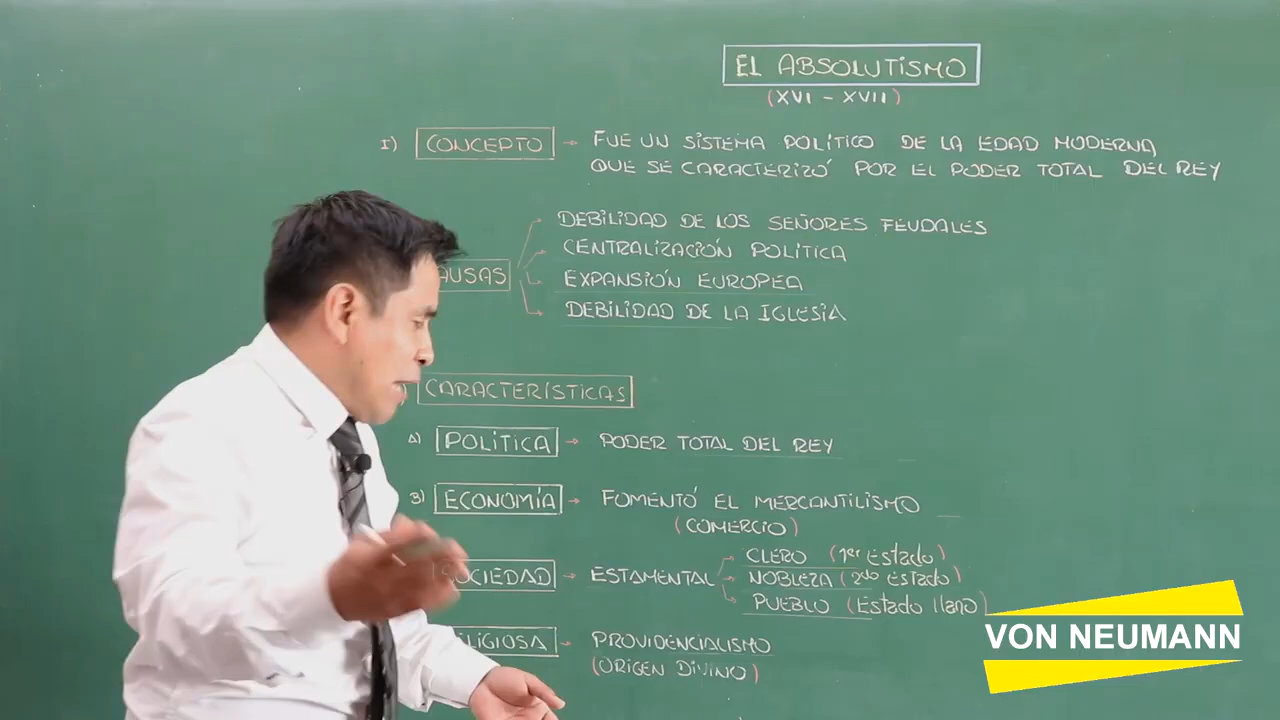 EL ABSOLUTISMO
(XVI - XVII)
I) CONCEPTO → FUE UN SISTEMA POLÍTICO DE LA EDAD MODERNA
QUE SE CARACTERIZÓ POR EL PODER TOTAL DEL REY
AUSAS
DEBILIDAD DE LOS SEÑORES FEUDALES
CENTRALIZACIÓN POLÍTICA
EXPANSIÓN EUROPEA
DEBILIDAD DE LA IGLESIA
CARACTERÍSTICAS
A) POLÍTICA → PODER TOTAL DEL REY
B) ECONOMÍA → FOMENTÓ EL MERCANTILISMO
(COMERCIO)
SOCIEDAD → ESTAMENTAL
CLERO (1er Estado)
NOBLEZA (2do Estado)
PUEBLO (Estado llano)
LIGIOSA → PROVIDENCIALISMO
(ORIGEN DIVINO)
VON NEUMANN